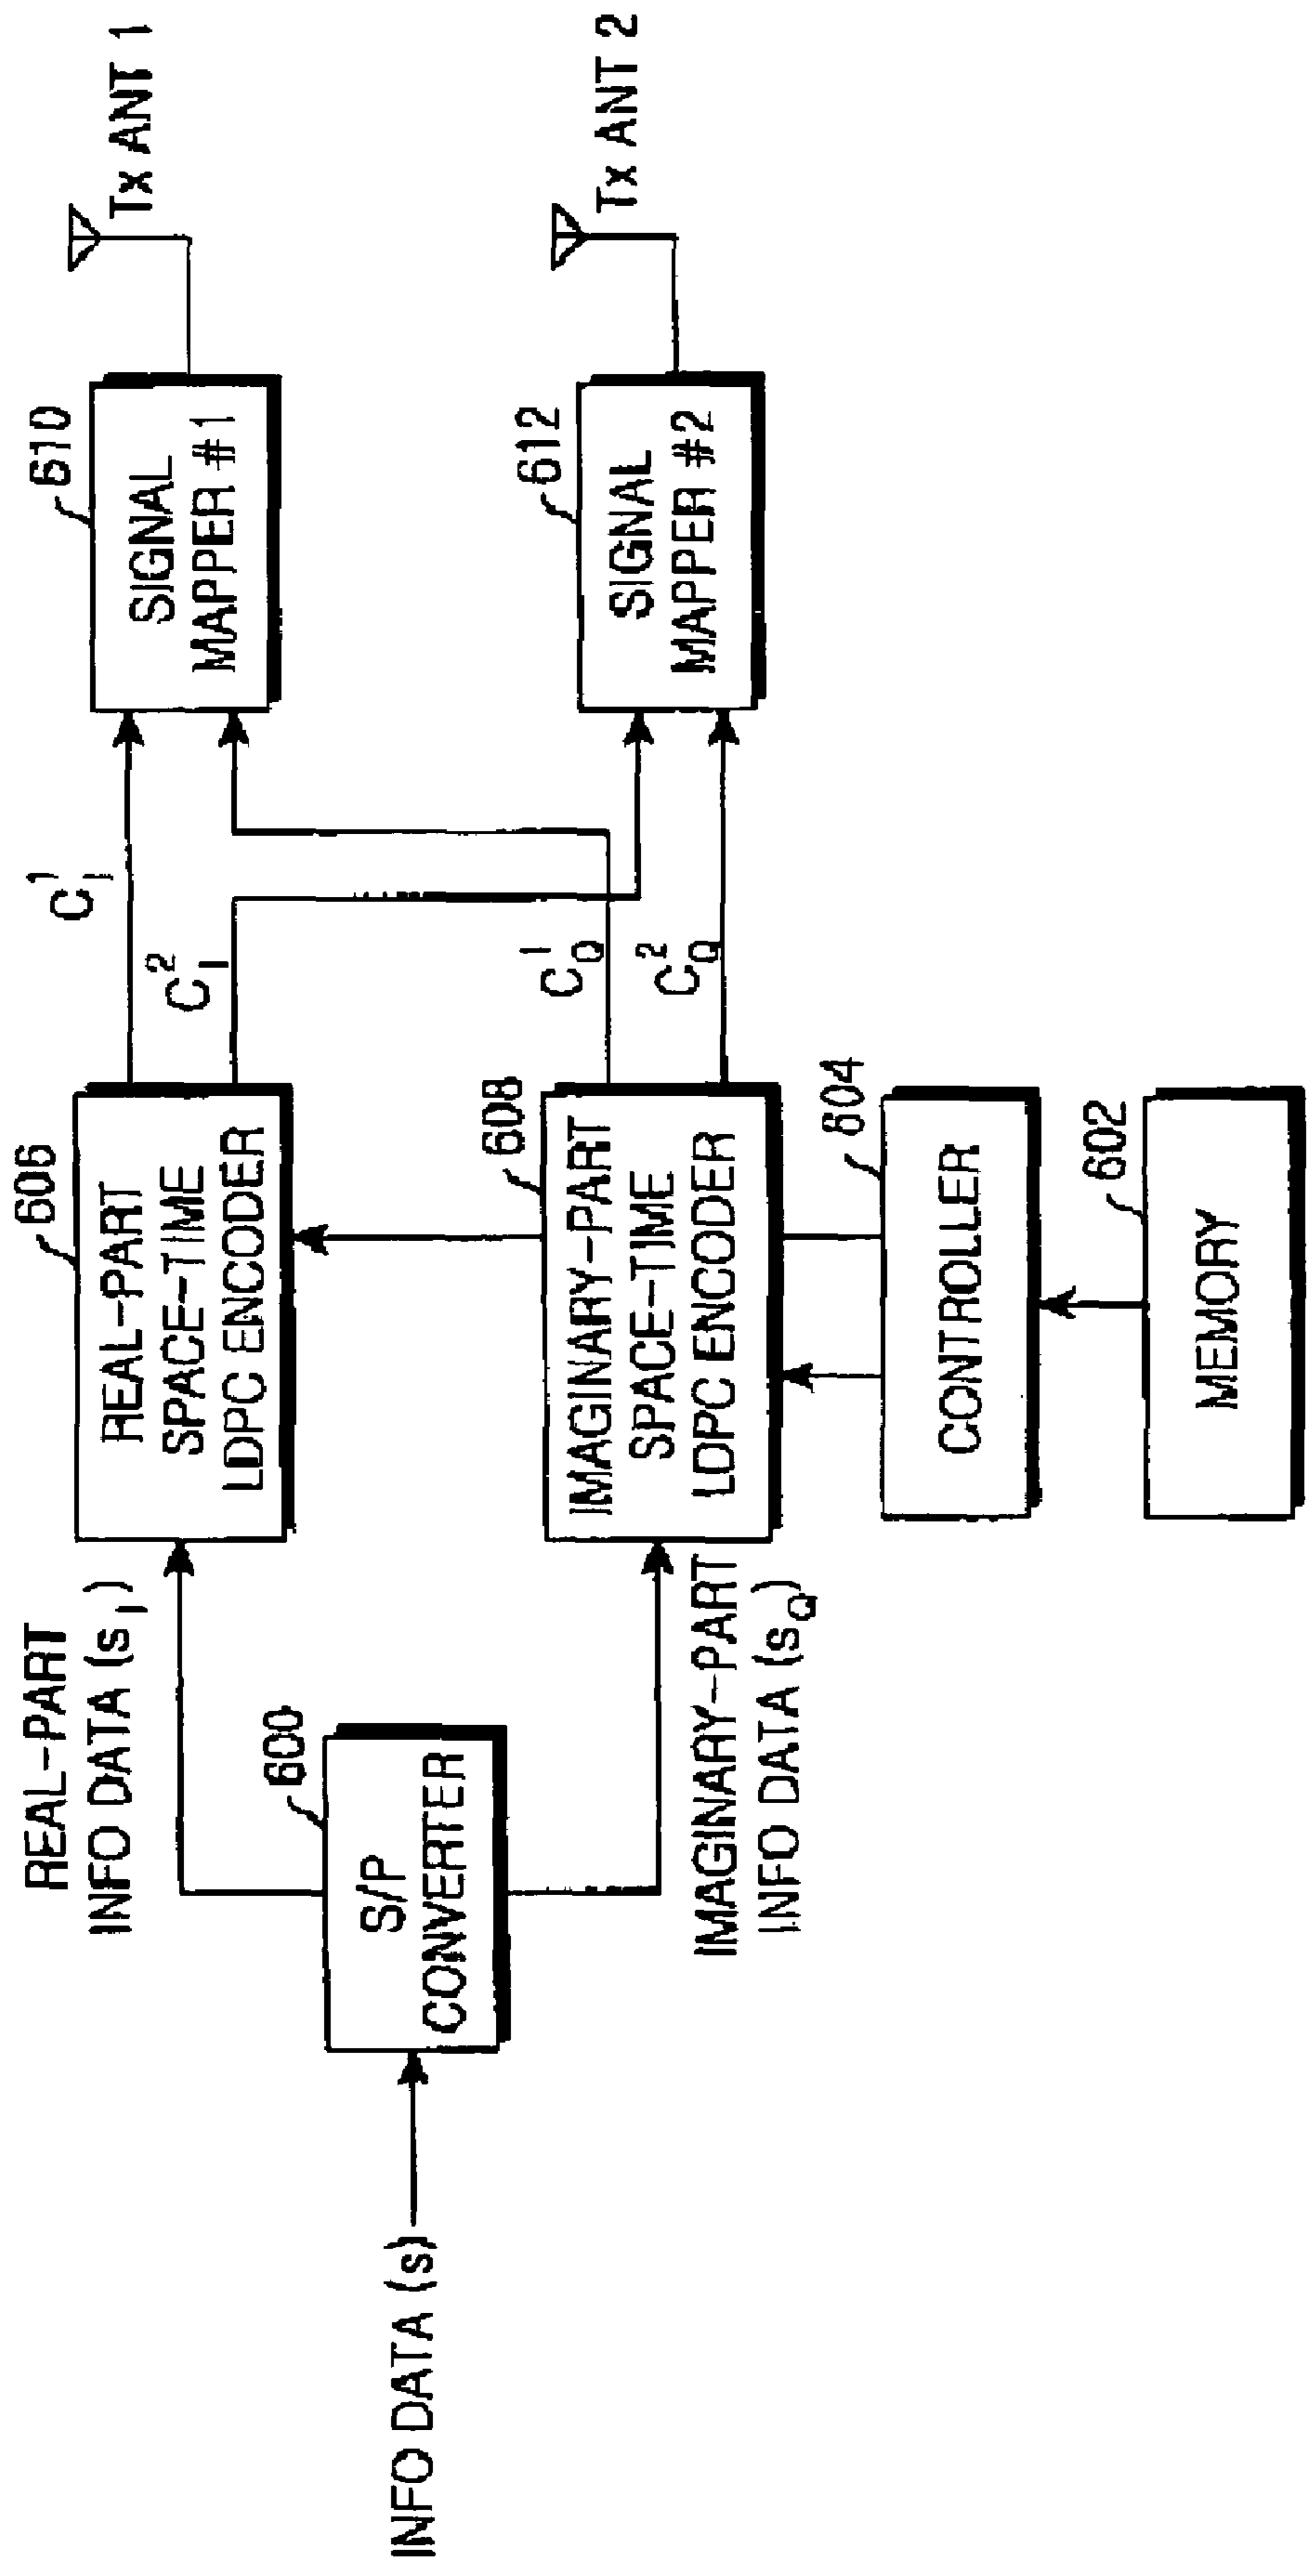 INFO DATA (s)
600
S/P
CONVERTER
REAL-PART
INFO DATA (s_I)
IMAGINARY-PART
INFO DATA (s_Q)
606
REAL-PART
SPACE-TIME
LDPC ENCODER
608
IMAGINARY-PART
SPACE-TIME
LDPC ENCODER
604
CONTROLLER
602
MEMORY
C_I^1
C_I^2
C_Q^1
C_Q^2
610
SIGNAL
MAPPER #1
612
SIGNAL
MAPPER #2
Tx ANT 1
Tx ANT 2